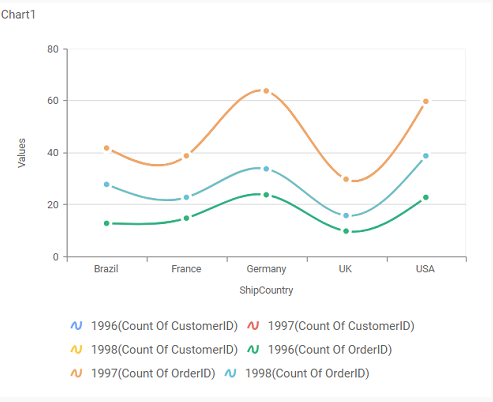 Chart1
80
60
40
20
0
Values
Brazil France Germany UK USA
ShipCountry
1996(Count Of CustomerID) 1997(Count Of CustomerID)
1998(Count Of CustomerID) 1996(Count Of OrderID)
1997(Count Of OrderID) 1998(Count Of OrderID)